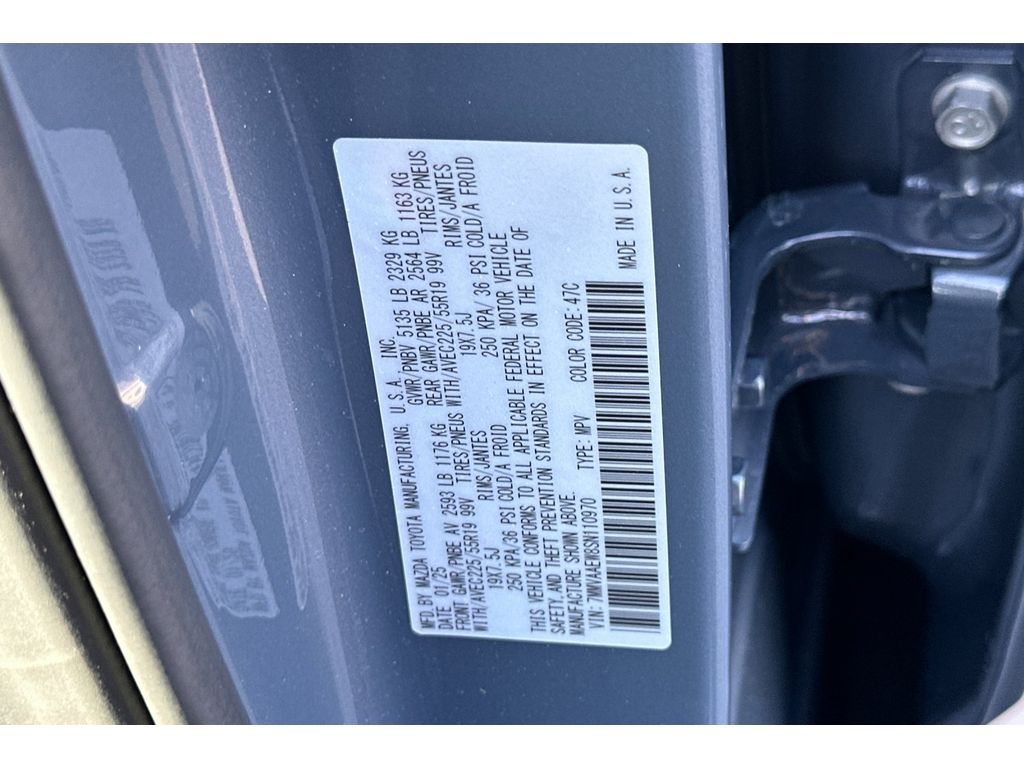 MFD. BY MAZDA TOYOTA MANUFACTURING, U.S.A. INC.
DATE 01/25 GVWR/PNBV 5135 LB 2329 KG
FRONT GAWR/PNBE AV 2593 LB 1176 KG REAR GAWR/PNBE AR 2564 LB 1163 KG
WITH/AVEC225/55R19 99V TIRES/PNEUS WITH/AVEC225/55R19 99V TIRES/PNEUS
19X7.5J RIMS/JANTES 19X7.5J RIMS/JANTES
250 KPA/36 PSI COLD/A FROID 250 KPA/36 PSI COLD/A FROID
THIS VEHICLE CONFORMS TO ALL APPLICABLE FEDERAL MOTOR VEHICLE
SAFETY AND THEFT PREVENTION STANDARDS IN EFFECT ON THE DATE OF
MANUFACTURE SHOWN ABOVE.
VIN: 7MMVAAEW8SN110970 TYPE: MPV COLOR CODE: 47C
MADE IN U.S.A.